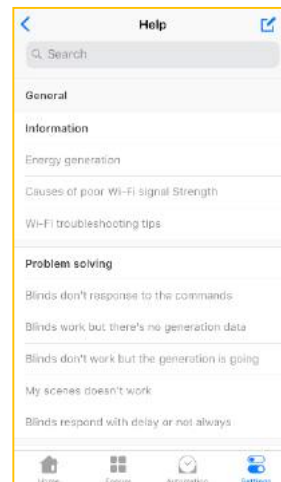 Help
Search
General
Information
Energy generation
Causes of poor Wi-Fi signal Strength
Wi-Fi troubleshooting tips
Problem solving
Blinds don't response to the commands
Blinds work but there's no generation data
Blinds don't work but the generation is going
My scenes doesn't work
Blinds respond with delay or not always
Home Energy Automation Settings